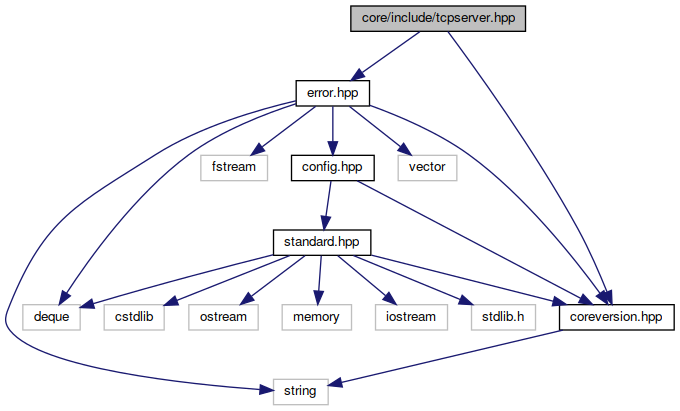 core/include/tcpserver.hpp
error.hpp
fstream
config.hpp
vector
standard.hpp
deque
cstdlib
ostream
memory
iostream
stdlib.h
coreversion.hpp
string